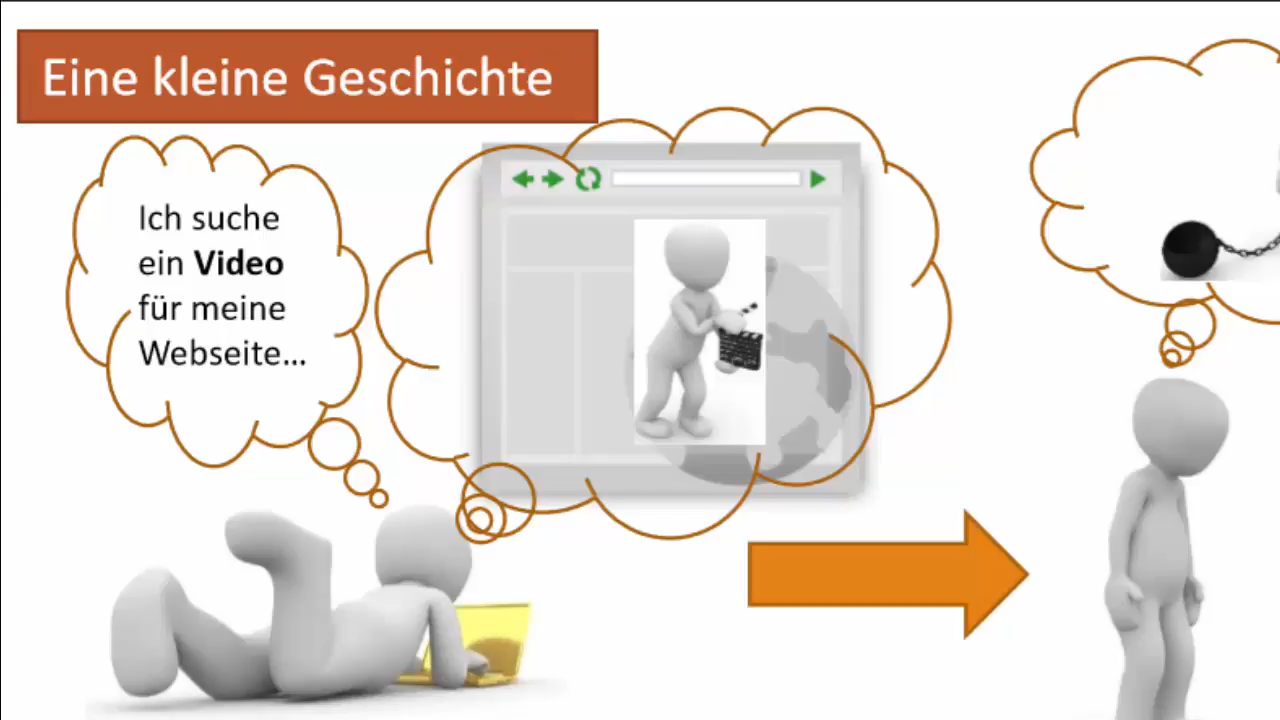 Eine kleine Geschichte
Ich suche
ein Video
für meine
Webseite...